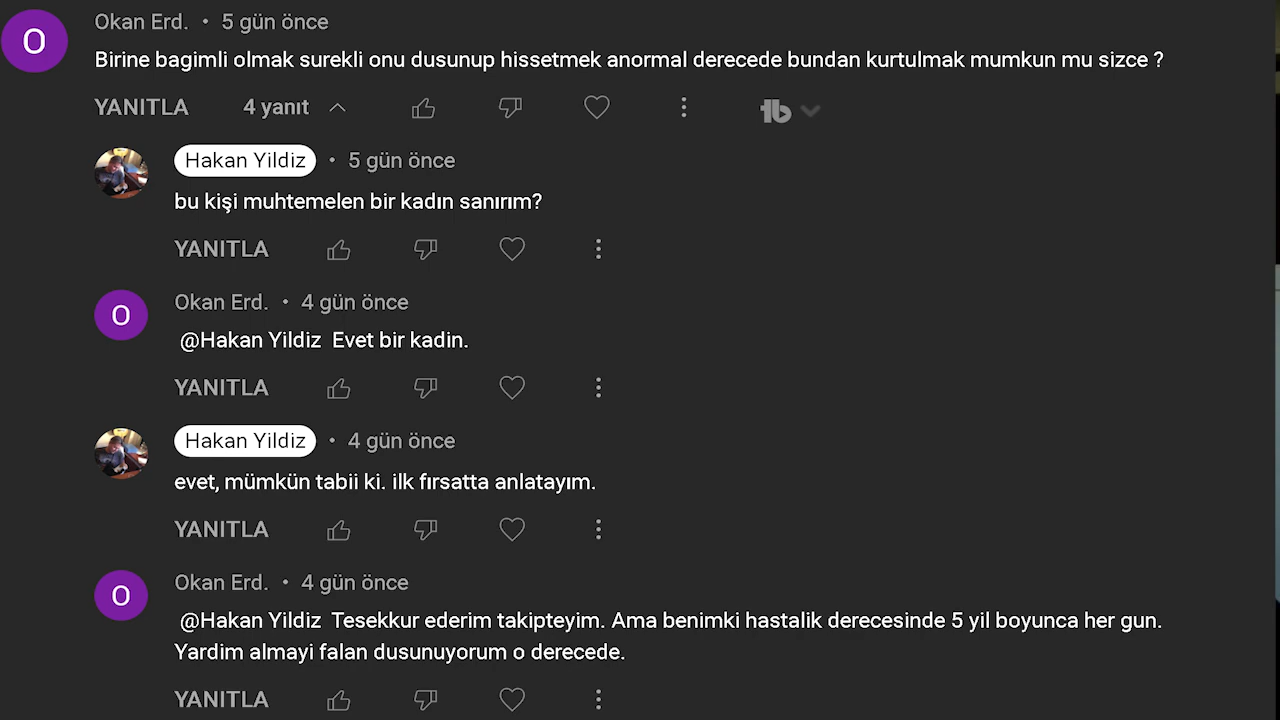 Okan Erd. • 5 gün önce
Birine bagimli olmak surekli onu dusunup hissetmek anormal derecede bundan kurtulmak mumkun mu sizce ?
YANITLA 4 yanıt
Hakan Yildiz • 5 gün önce
bu kişi muhtemelen bir kadın sanırım?
YANITLA
O Okan Erd. • 4 gün önce
@Hakan Yildiz Evet bir kadin.
YANITLA
Hakan Yildiz • 4 gün önce
evet, mümkün tabii ki. ilk fırsatta anlatayım.
YANITLA
O Okan Erd. • 4 gün önce
@Hakan Yildiz Tesekkur ederim takipteyim. Ama benimki hastalik derecesinde 5 yil boyunca her gun.
Yardim almayi falan dusunuyorum o derecede.
YANITLA